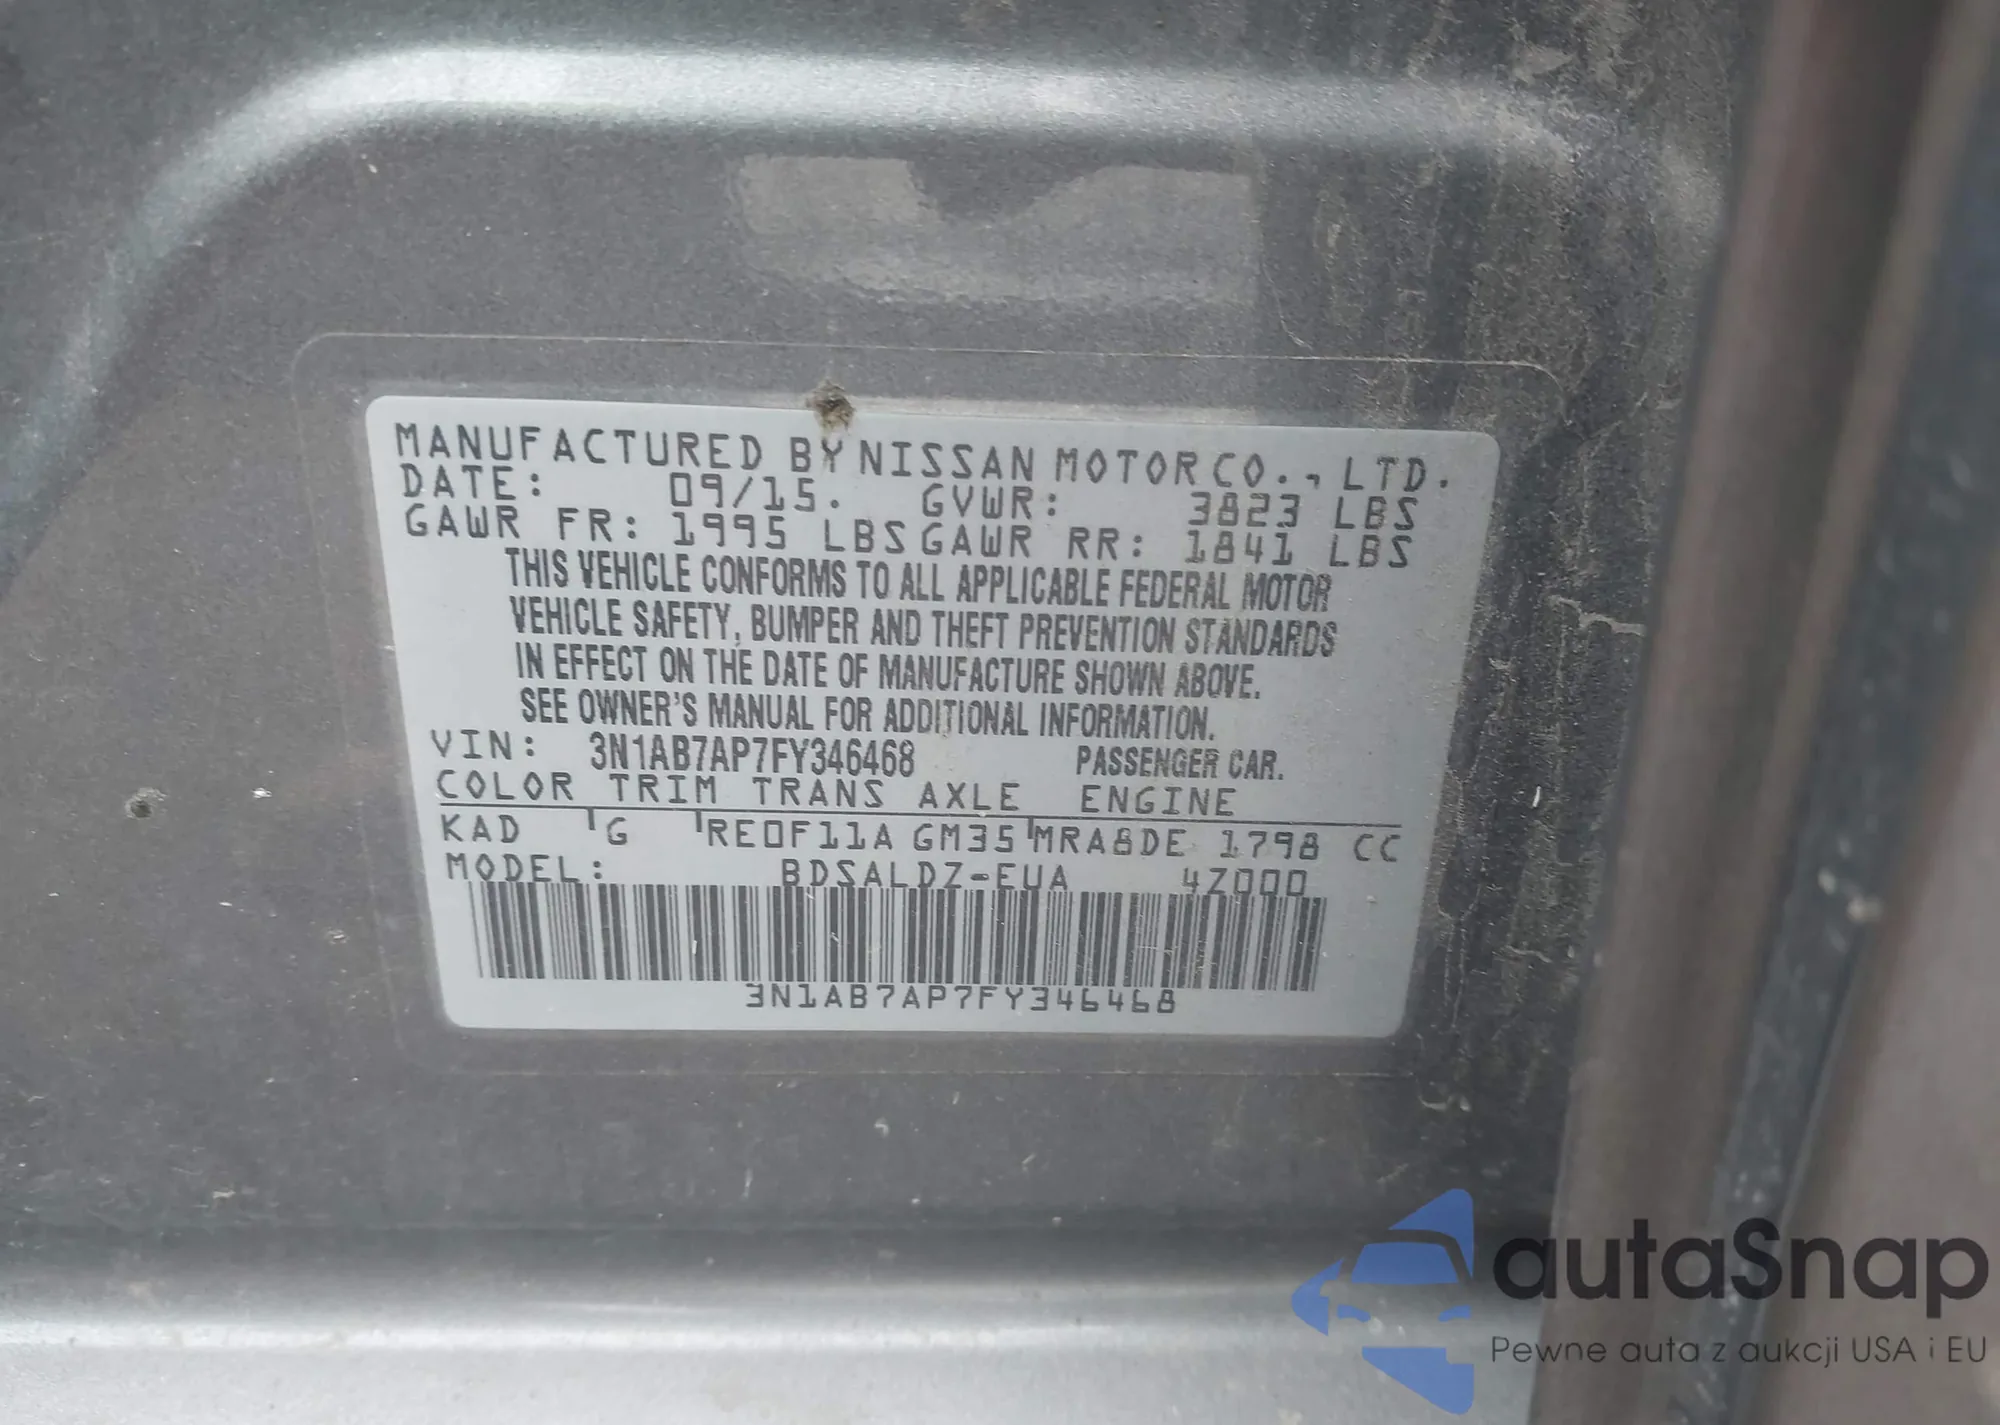 MANUFACTURED BY NISSAN MOTOR CO., LTD.
DATE: 09/15. GVWR: 3823 LBS
GAWR FR: 1995 LBS GAWR RR: 1841 LBS
THIS VEHICLE CONFORMS TO ALL APPLICABLE FEDERAL MOTOR
VEHICLE SAFETY, BUMPER AND THEFT PREVENTION STANDARDS
IN EFFECT ON THE DATE OF MANUFACTURE SHOWN ABOVE.
SEE OWNER'S MANUAL FOR ADDITIONAL INFORMATION.
VIN: 3N1AB7AP7FY346468 PASSENGER CAR.
COLOR TRIM TRANS AXLE ENGINE
KAD G RE0F11A GM35 MRA8DE 1798 CC
MODEL: BDSALDZ-EUA 4Z000
3N1AB7AP7FY346468
autaSnap
Pewne auta z aukcji USA i EU